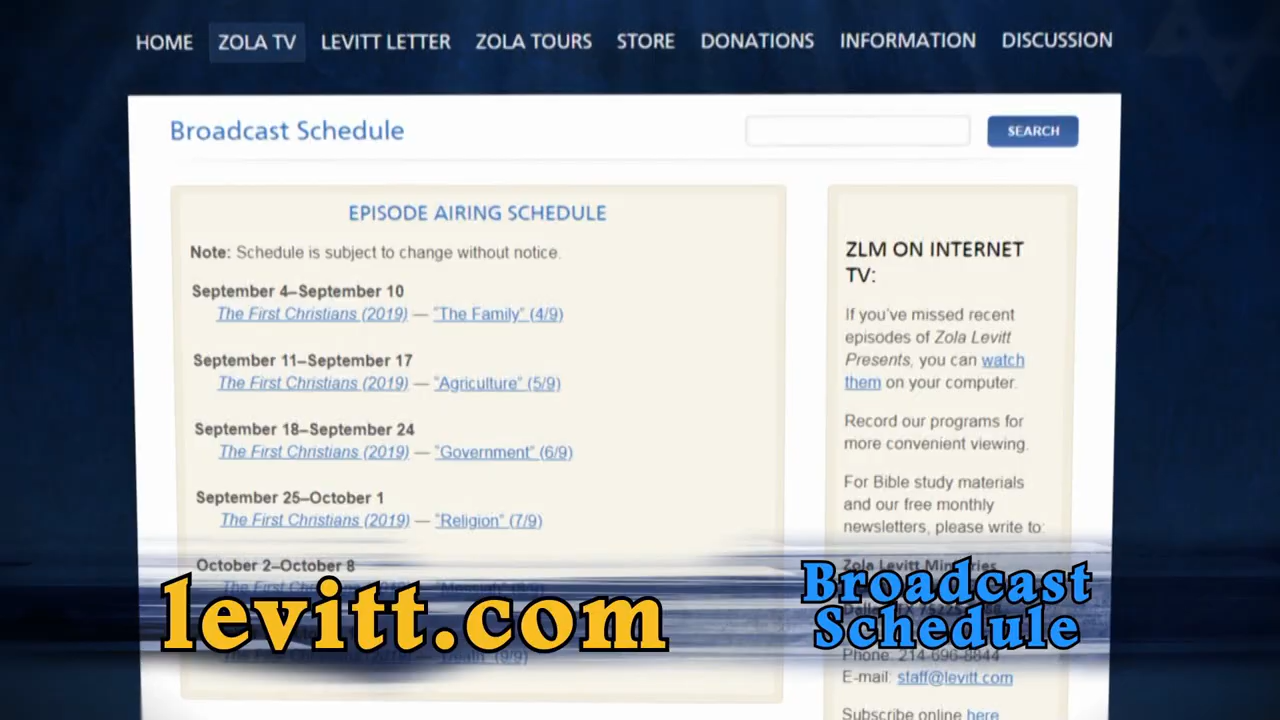 HOME ZOLA TV LEVITT LETTER ZOLA TOURS STORE DONATIONS INFORMATION DISCUSSION
Broadcast Schedule
SEARCH
EPISODE AIRING SCHEDULE
Note: Schedule is subject to change without notice.
September 4–September 10
The First Christians (2019) — "The Family" (4/9)
September 11–September 17
The First Christians (2019) — "Agriculture" (5/9)
September 18–September 24
The First Christians (2019) — "Government" (6/9)
September 25–October 1
The First Christians (2019) — "Religion" (7/9)
October 2–October 8
ZLM ON INTERNET
TV:
If you've missed recent
episodes of Zola Levitt
Presents, you can watch
them on your computer.
Record our programs for
more convenient viewing.
For Bible study materials
and our free monthly
newsletters, please write to:
Zola Levitt Ministries
Phone: 214-696-8844
E-mail: staff@levitt.com
Subscribe online here
levitt.com
Broadcast
Schedule